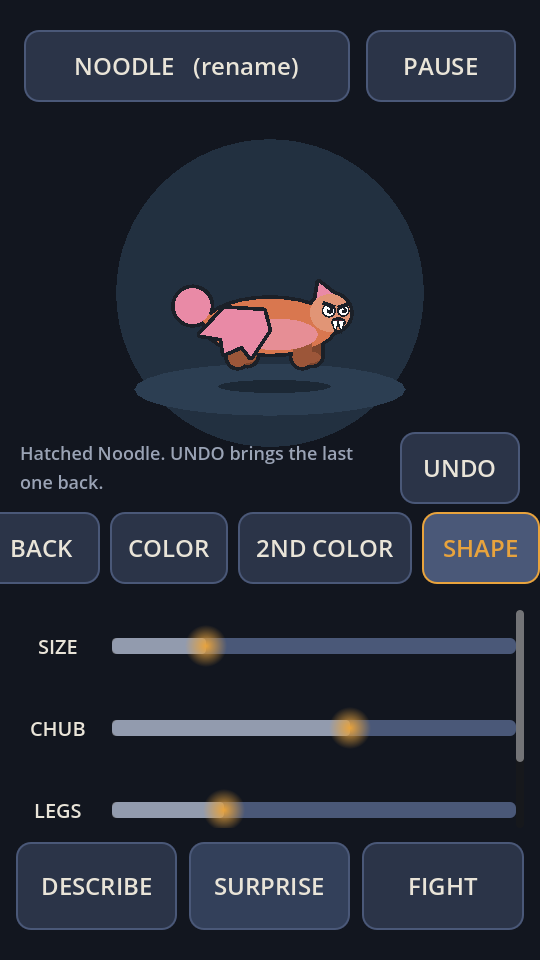 NOODLE (rename)
PAUSE
Hatched Noodle. UNDO brings the last
one back.
UNDO
BACK
COLOR
2ND COLOR
SHAPE
SIZE
CHUB
LEGS
DESCRIBE
SURPRISE
FIGHT